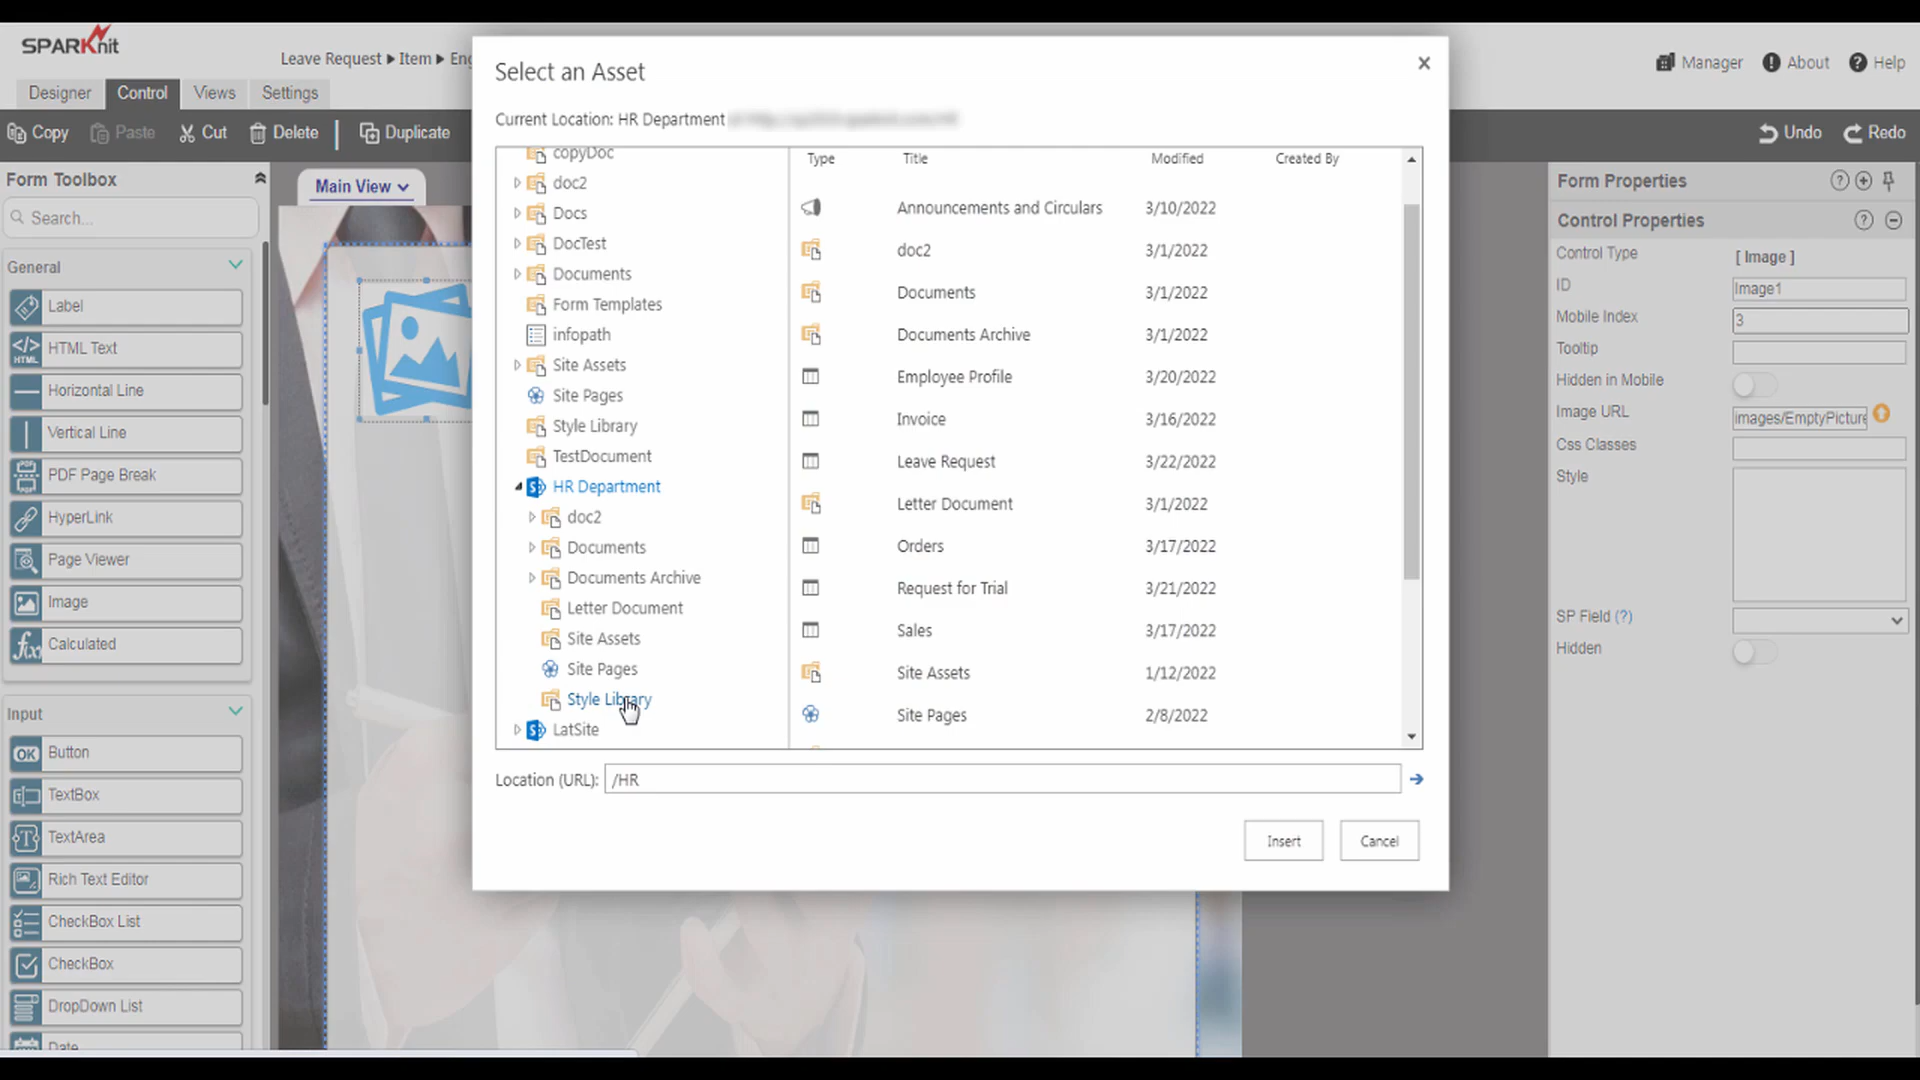 SPARKnit
Leave Request ▶ Item ▶ Eng
Manager
About
Help
Designer
Control
Views
Settings
Copy
Paste
Cut
Delete
Duplicate
Undo
Redo
Form Toolbox
Search...
General
Label
HTML Text
Horizontal Line
Vertical Line
PDF Page Break
HyperLink
Page Viewer
Image
Calculated
Input
Button
TextBox
TextArea
Rich Text Editor
CheckBox List
CheckBox
DropDown List
Date
Main View
Select an Asset
Current Location: HR Department
copyDoc
doc2
Docs
DocTest
Documents
Form Templates
infopath
Site Assets
Site Pages
Style Library
TestDocument
HR Department
doc2
Documents
Documents Archive
Letter Document
Site Assets
Site Pages
Style Library
LatSite
Type Title Modified Created By
Announcements and Circulars 3/10/2022
doc2 3/1/2022
Documents 3/1/2022
Documents Archive 3/1/2022
Employee Profile 3/20/2022
Invoice 3/16/2022
Leave Request 3/22/2022
Letter Document 3/1/2022
Orders 3/17/2022
Request for Trial 3/21/2022
Sales 3/17/2022
Site Assets 1/12/2022
Site Pages 2/8/2022
Location (URL): /HR
Insert
Cancel
Form Properties
Control Properties
Control Type [ Image ]
ID Image1
Mobile Index 3
Tooltip
Hidden in Mobile
Image URL images/EmptyPicture
Css Classes
Style
SP Field (?)
Hidden